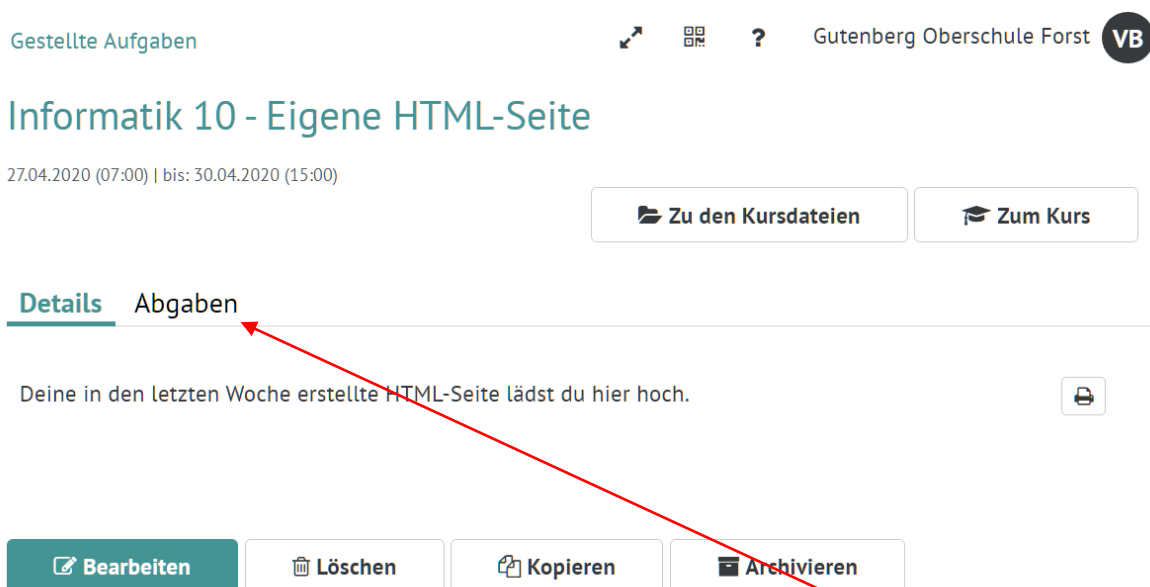 Gestellte Aufgaben
? Gutenberg Oberschule Forst VB
Informatik 10 - Eigene HTML-Seite
27.04.2020 (07:00) | bis: 30.04.2020 (15:00)
Zu den Kursdateien Zum Kurs
Details Abgaben
Deine in den letzten Woche erstellte HTML-Seite lädst du hier hoch.
Bearbeiten Löschen Kopieren Archivieren